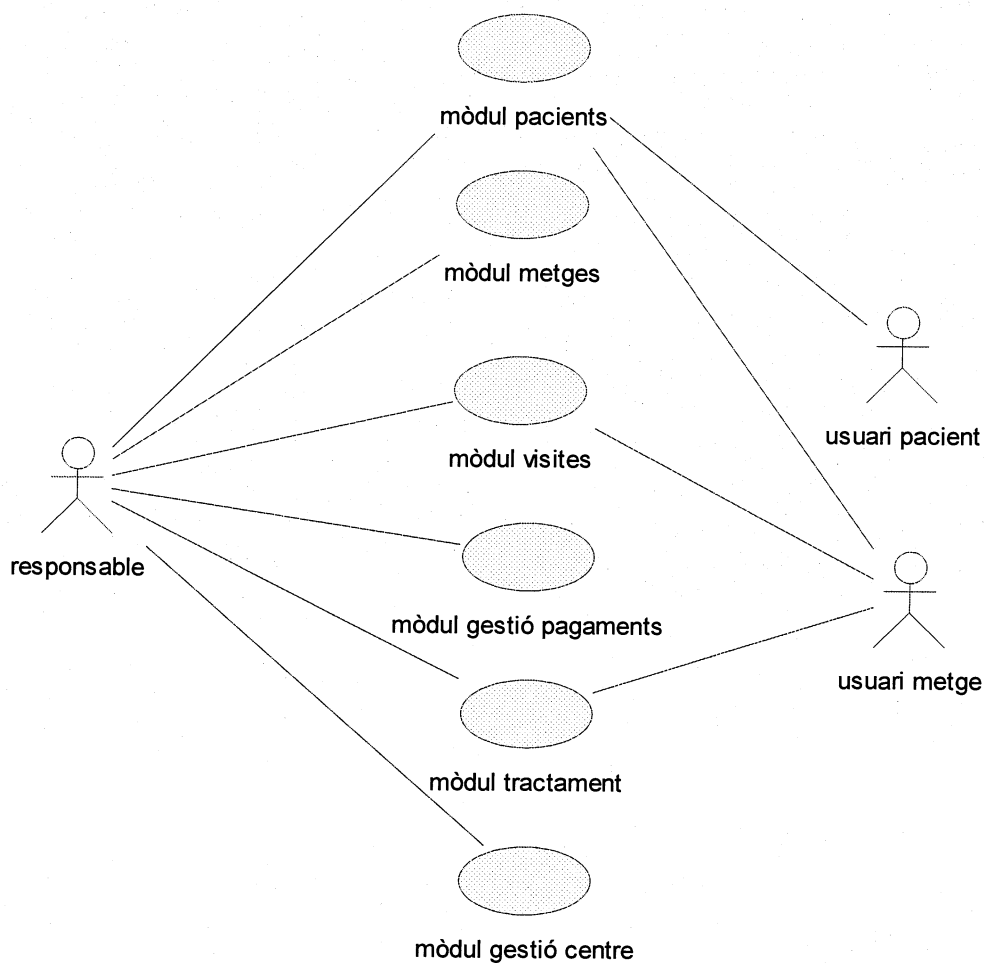 mòdul pacients
mòdul metges
usuari pacient
mòdul visites
responsable
mòdul gestió pagaments
usuari metge
mòdul tractament
mòdul gestió centre